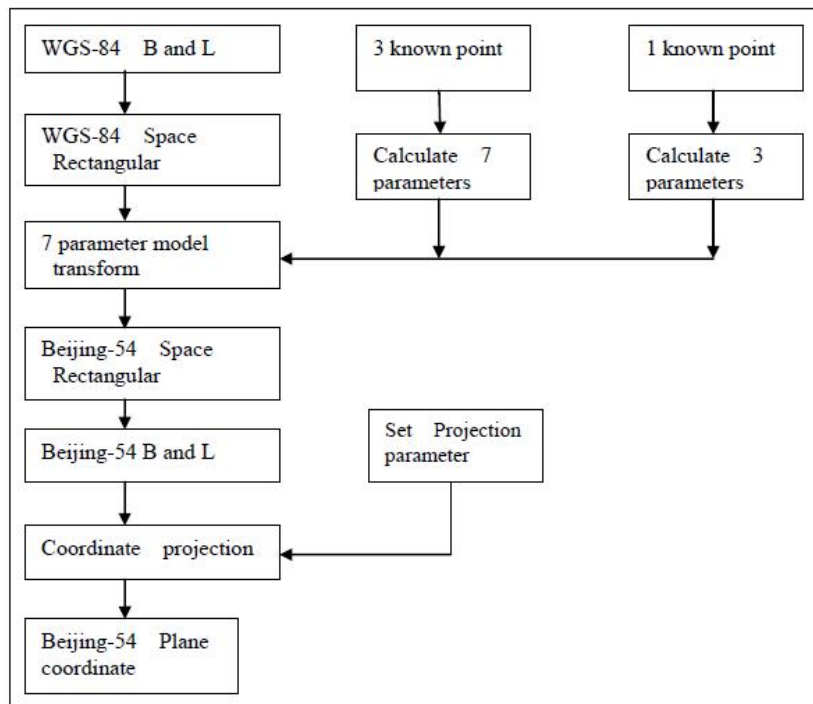 WGS-84 B and L
3 known point
1 known point
WGS-84 Space
Rectangular
Calculate 7
parameters
Calculate 3
parameters
7 parameter model
transform
Beijing-54 Space
Rectangular
Set Projection
parameter
Beijing-54 B and L
Coordinate projection
Beijing-54 Plane
coordinate